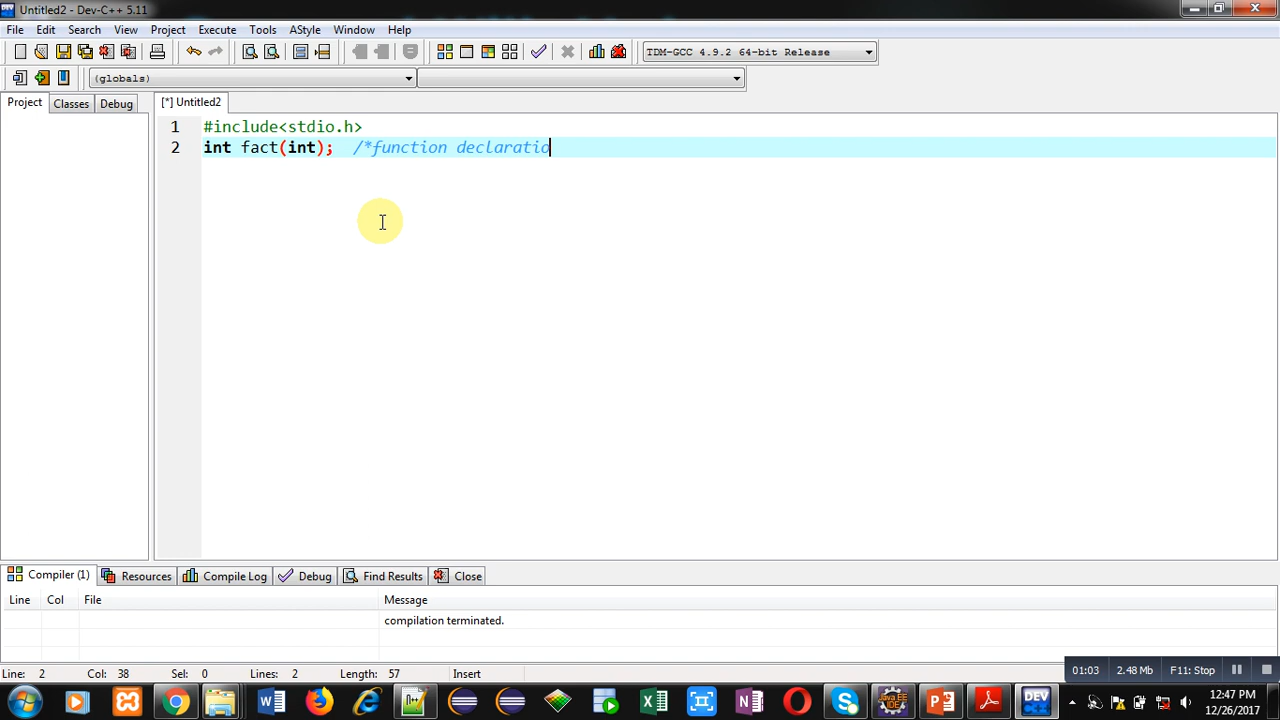 Untitled2 - Dev-C++ 5.11
File Edit Search View Project Execute Tools AStyle Window Help
TDM-GCC 4.9.2 64-bit Release
(globals)
Project Classes Debug [*] Untitled2
1 #include<stdio.h>
2 int fact(int);  /*function declaratio
Compiler (1) Resources Compile Log Debug Find Results Close
Line Col File Message
compilation terminated.
Line: 2 Col: 38 Sel: 0 Lines: 2 Length: 57 Insert
01:03 2.48 Mb F11: Stop
12:47 PM
12/26/2017